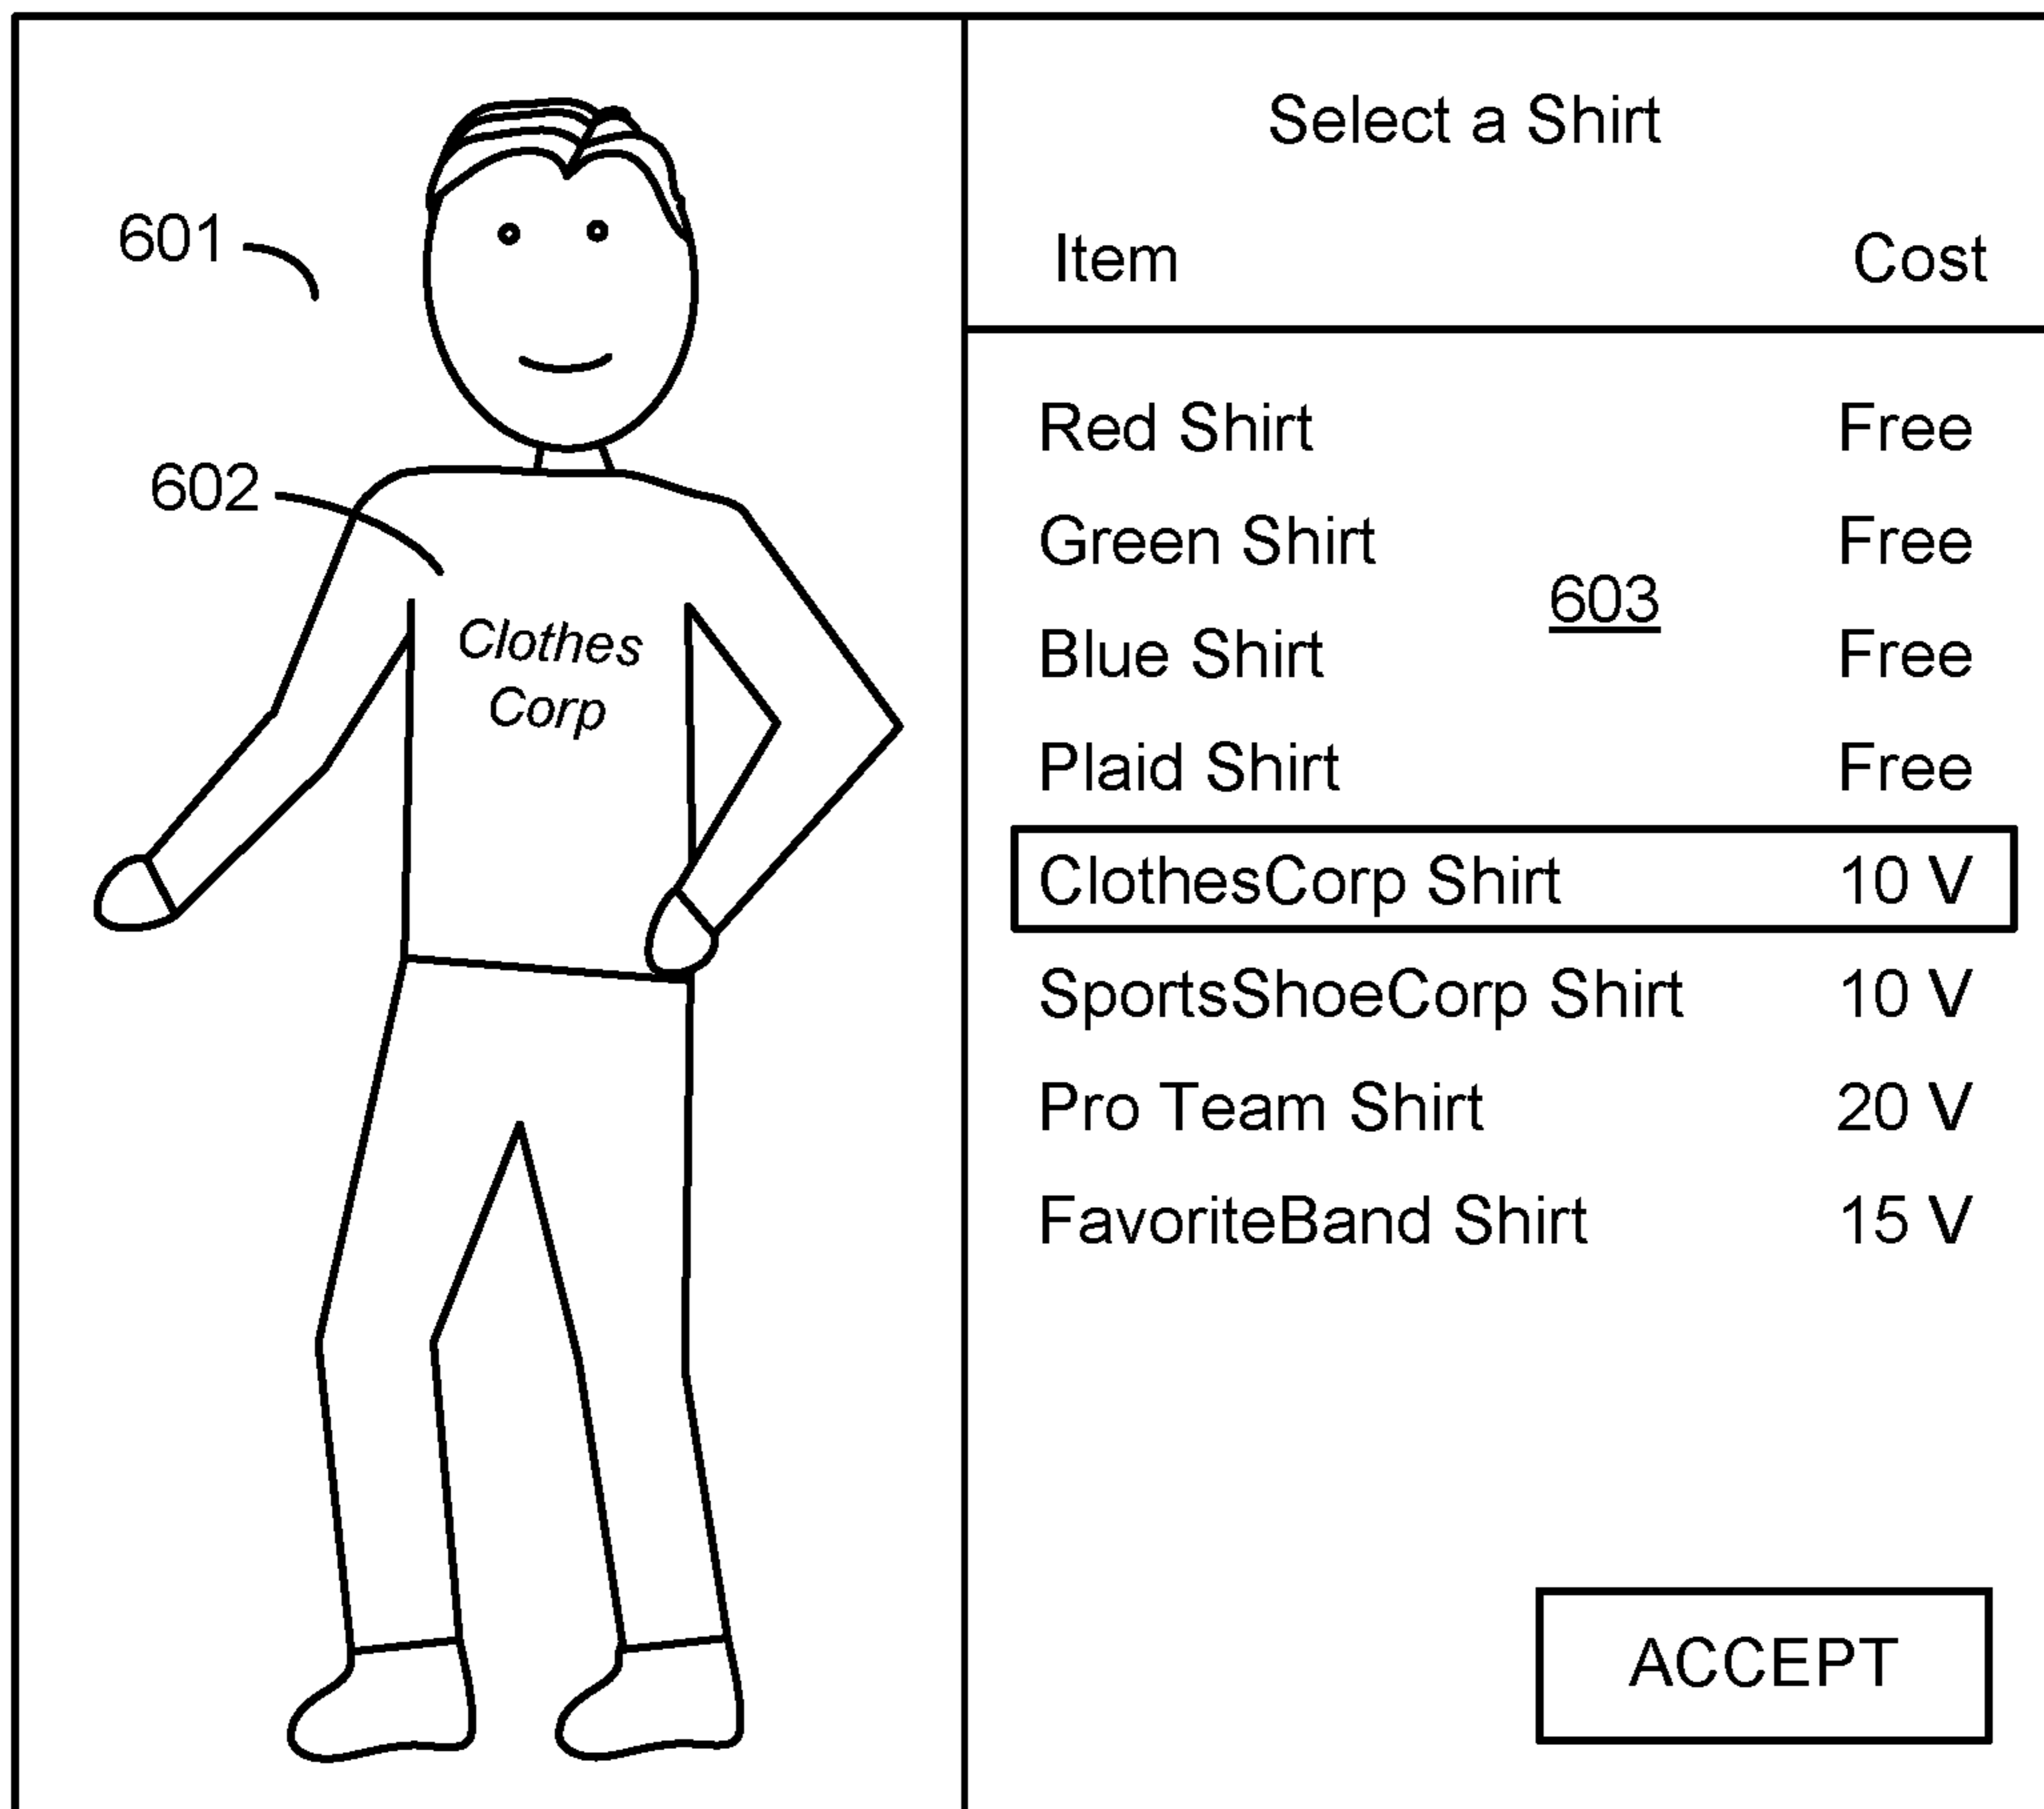 601
602
Clothes
Corp
Select a Shirt
Item Cost
Red Shirt Free
Green Shirt Free
603
Blue Shirt Free
Plaid Shirt Free
ClothesCorp Shirt 10 V
SportsShoeCorp Shirt 10 V
Pro Team Shirt 20 V
FavoriteBand Shirt 15 V
ACCEPT